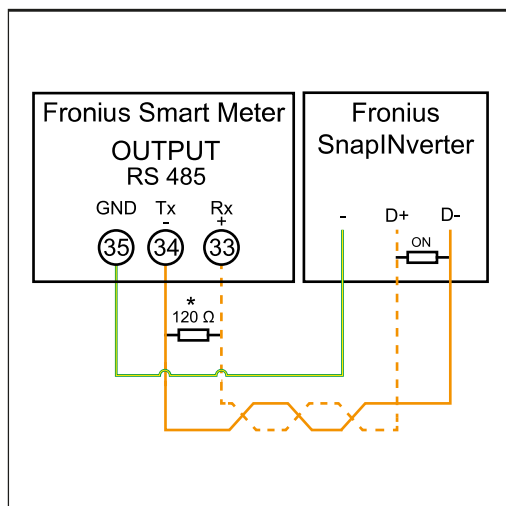 Fronius Smart Meter
OUTPUT
RS 485
GND Tx Rx
- +
35 34 33
*
120 Ω
Fronius
SnapINverter
- D+ D-
ON